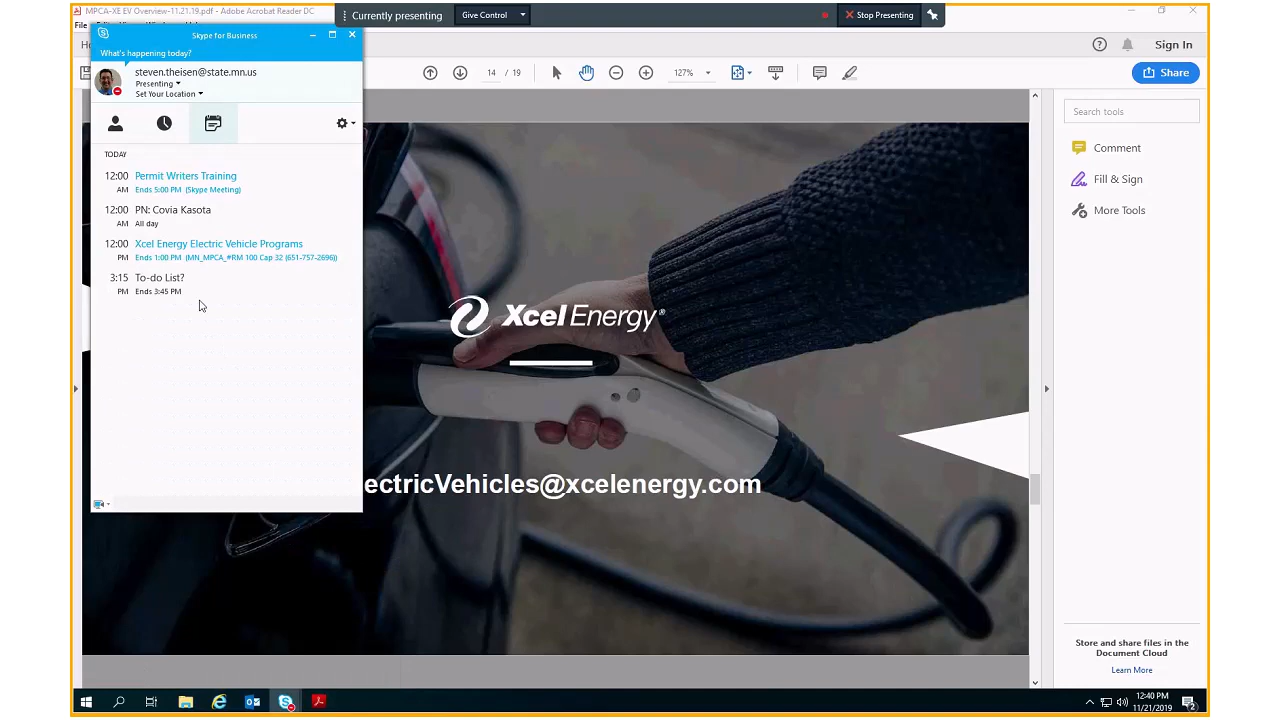 MPCA-XE EV Overview-11.21.19.pdf - Adobe Acrobat Reader DC
Currently presenting
Give Control
Stop Presenting
File
Skype for Business
What's happening today?
Sign In
steven.theisen@state.mn.us
Presenting
Set Your Location
14 / 19
127%
Share
Search tools
Comment
Fill & Sign
More Tools
TODAY
12:00 Permit Writers Training
AM Ends 5:00 PM (Skype Meeting)
12:00 PN: Covia Kasota
AM All day
12:00 Xcel Energy Electric Vehicle Programs
PM Ends 1:00 PM (MN_MPCA_#RM 100 Cap 32 (651-757-2696))
3:15 To-do List?
PM Ends 3:45 PM
Xcel Energy®
ectricVehicles@xcelenergy.com
Store and share files in the
Document Cloud
Learn More
12:40 PM
11/21/2019
2